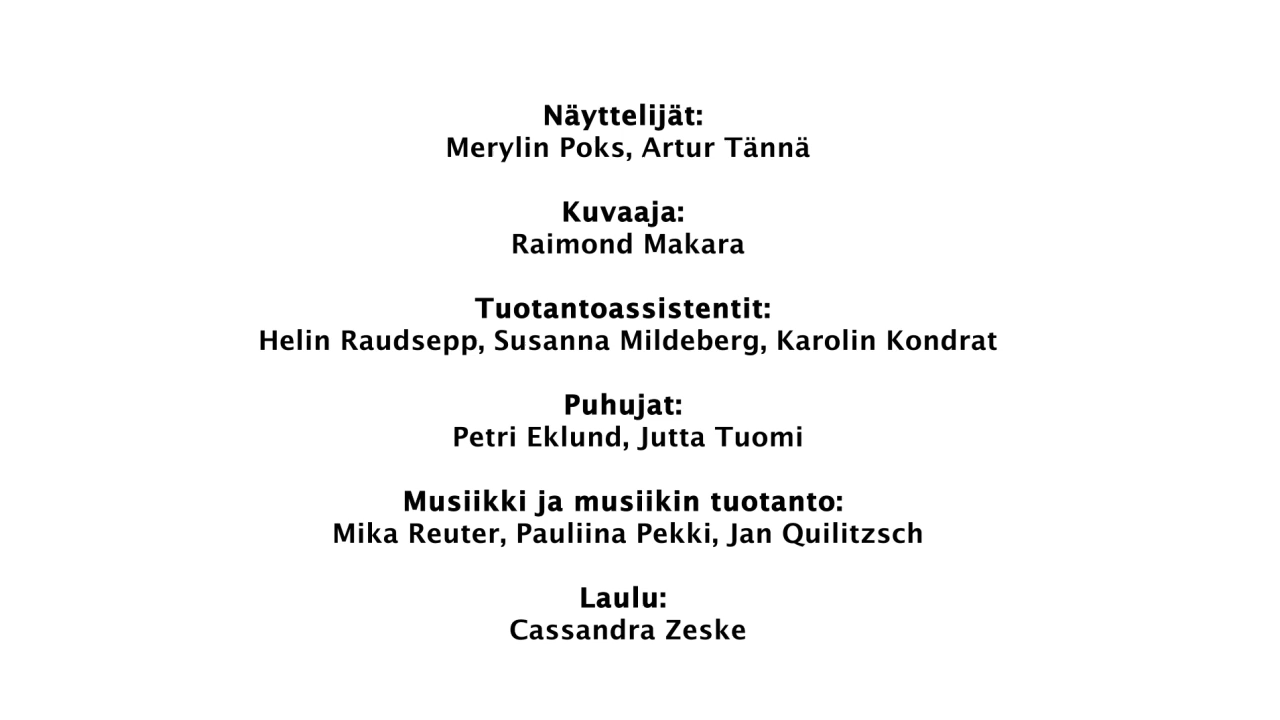 Näyttelijät:
Merylin Poks, Artur Tännä
Kuvaaja:
Raimond Makara
Tuotantoassistentit:
Helin Raudsepp, Susanna Mildeberg, Karolin Kondrat
Puhujat:
Petri Eklund, Jutta Tuomi
Musiikki ja musiikin tuotanto:
Mika Reuter, Pauliina Pekki, Jan Quilitzsch
Laulu:
Cassandra Zeske